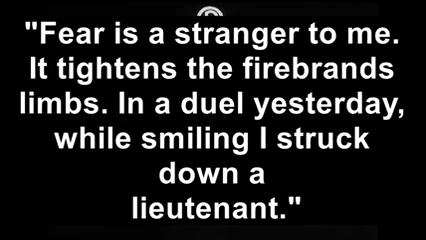 "Fear is a stranger to me.
It tightens the firebrands
limbs. In a duel yesterday,
while smiling I struck
down a
lieutenant."